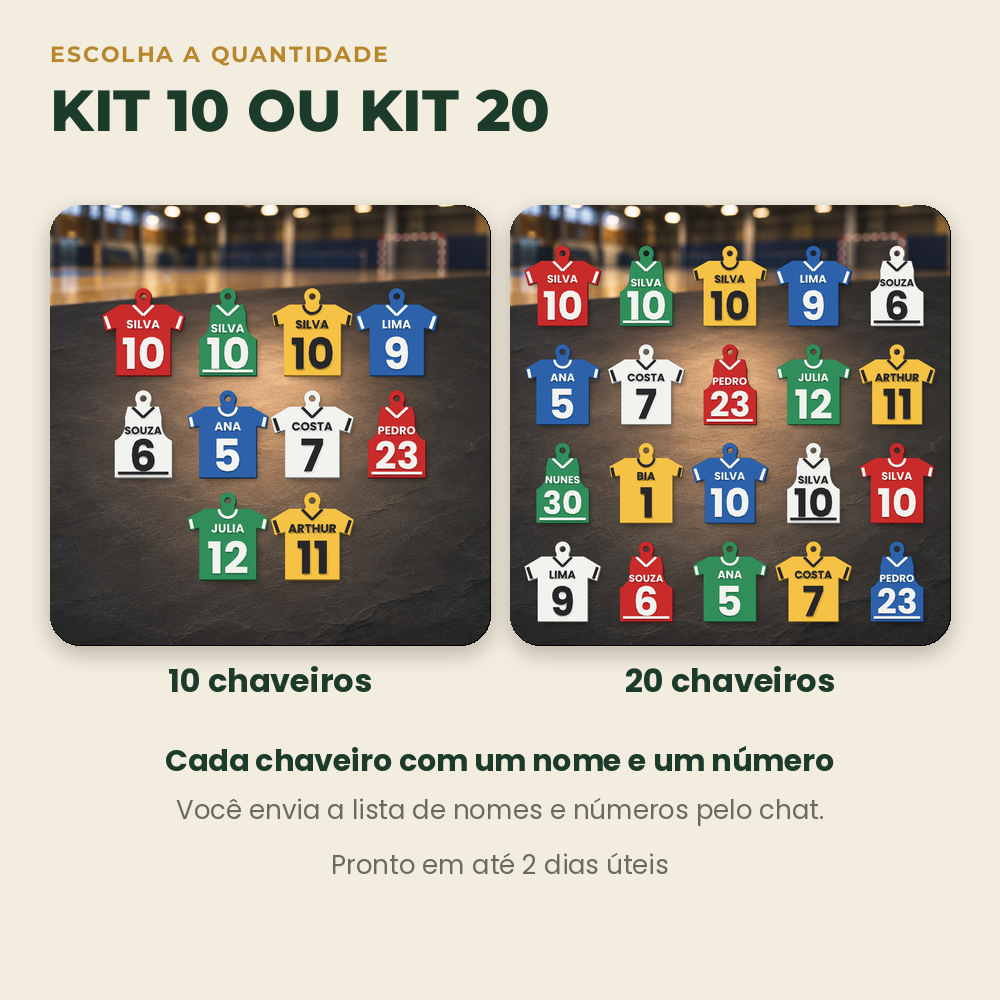 ESCOLHA A QUANTIDADE
KIT 10 OU KIT 20
SILVA SILVA SILVA LIMA
10 10 10 9
SOUZA ANA COSTA PEDRO
6 5 7 23
JULIA ARTHUR
12 11
SILVA SILVA SILVA LIMA SOUZA
10 10 10 9 6
ANA COSTA PEDRO JULIA ARTHUR
5 7 23 12 11
NUNES BIA SILVA SILVA SILVA
30 1 10 10 10
LIMA SOUZA ANA COSTA PEDRO
9 6 5 7 23
10 chaveiros
20 chaveiros
Cada chaveiro com um nome e um número
Você envia a lista de nomes e números pelo chat.
Pronto em até 2 dias úteis